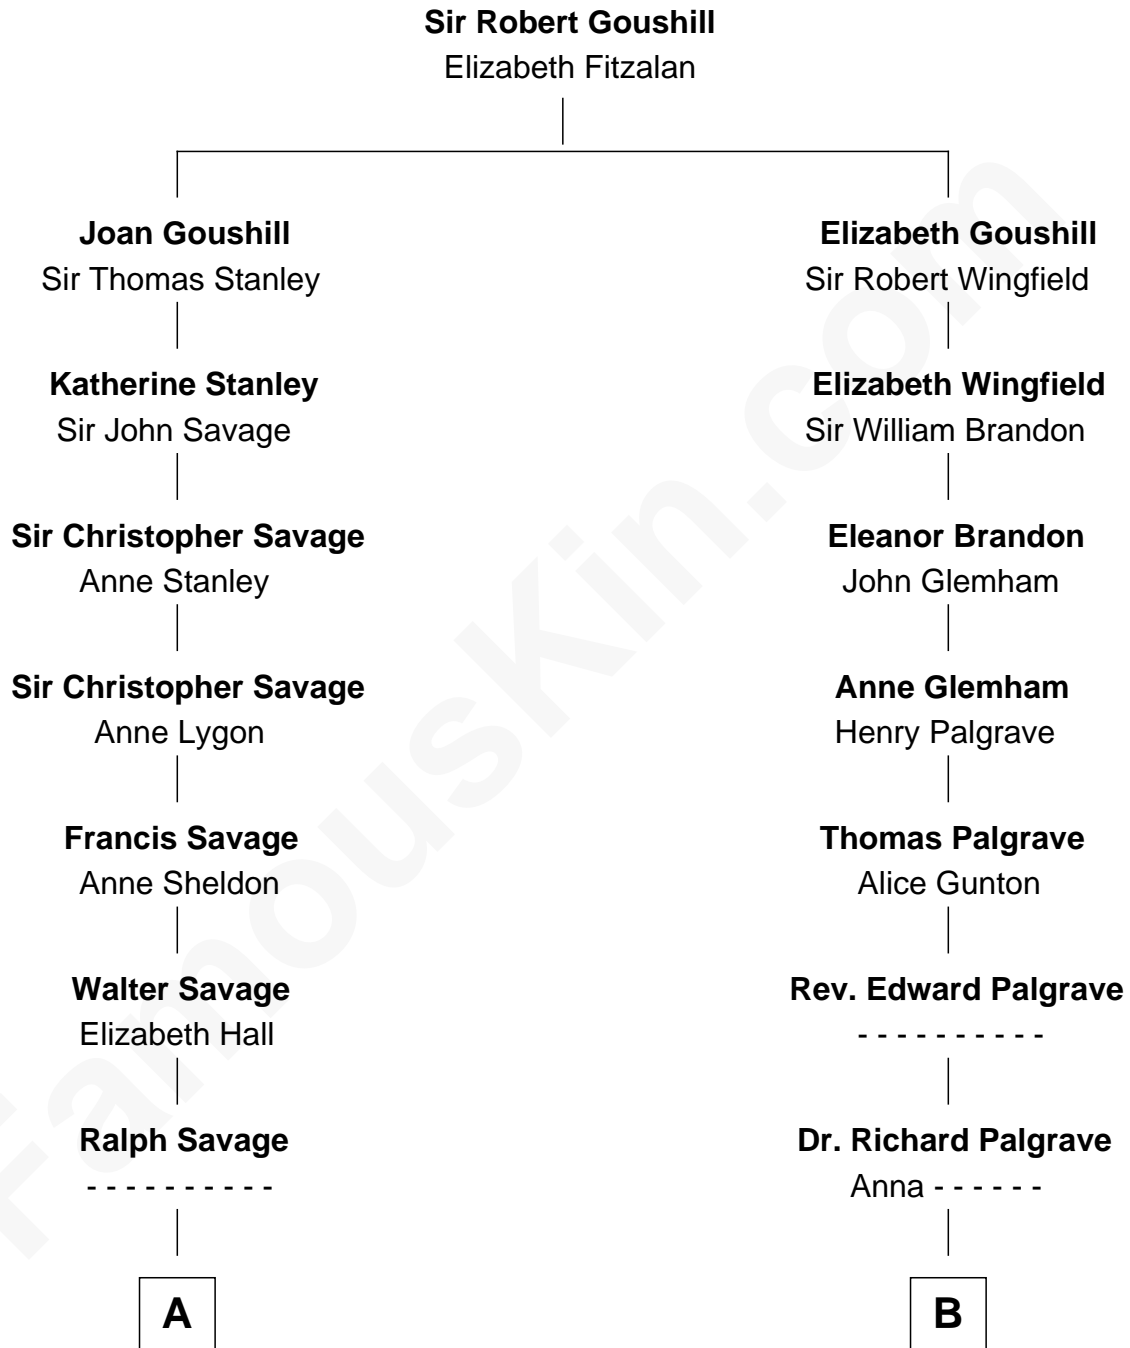 Sir Robert Goushill
Elizabeth Fitzalan
Joan Goushill
Sir Thomas Stanley
Elizabeth Goushill
Sir Robert Wingfield
Katherine Stanley
Sir John Savage
Elizabeth Wingfield
Sir William Brandon
Sir Christopher Savage
Anne Stanley
Eleanor Brandon
John Glemham
Sir Christopher Savage
Anne Lygon
Anne Glemham
Henry Palgrave
Francis Savage
Anne Sheldon
Thomas Palgrave
Alice Gunton
Walter Savage
Elizabeth Hall
Rev. Edward Palgrave
- - - - - - - - - -
Ralph Savage
- - - - - - - - - -
Dr. Richard Palgrave
Anna - - - - - -
A
B
FamousKin.com